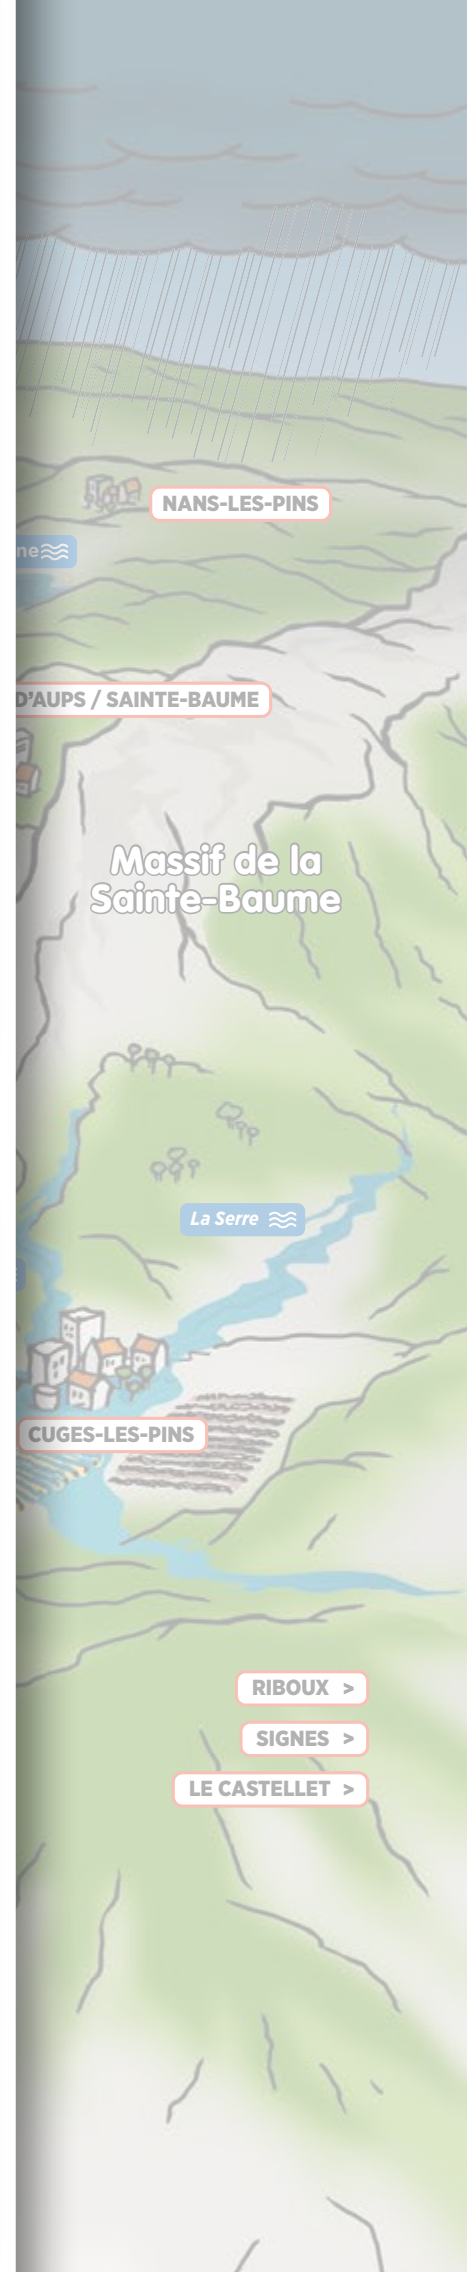 NANS-LES-PINS
ne
D'AUPS / SAINTE-BAUME
Massif de la
Sainte-Baume
La Serre
CUGES-LES-PINS
RIBOUX >
SIGNES >
LE CASTELLET >